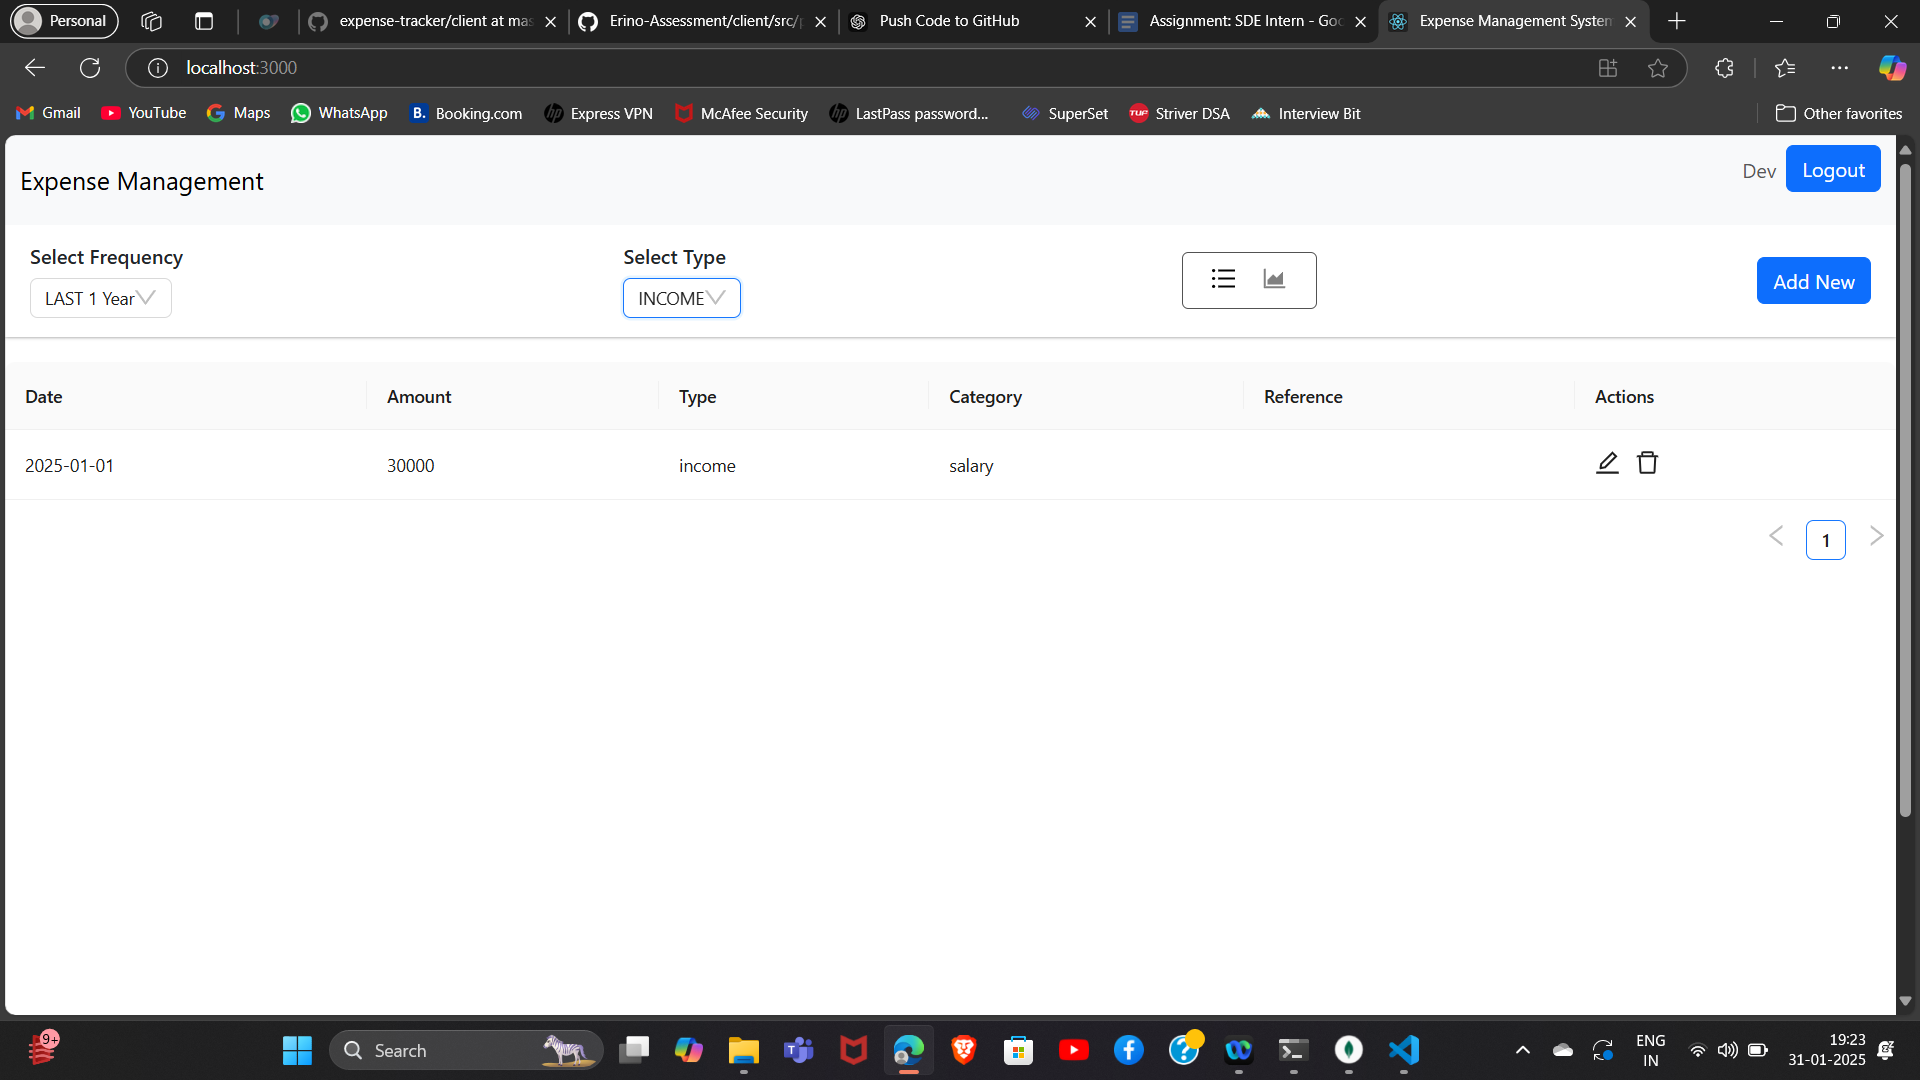 Personal
expense-tracker/client at mas
Erino-Assessment/client/src/p
Push Code to GitHub
Assignment: SDE Intern - Goo
Expense Management System
localhost:3000
Gmail
YouTube
Maps
WhatsApp
B. Booking.com
hp Express VPN
McAfee Security
hp LastPass password...
SuperSet
TUF Striver DSA
Interview Bit
Other favorites
Expense Management
Dev
Logout
Select Frequency
Select Type
LAST 1 Year
INCOME
Add New
Date Amount Type Category Reference Actions
2025-01-01 30000 income salary
1
9+
Search
ENG
IN
19:23
31-01-2025